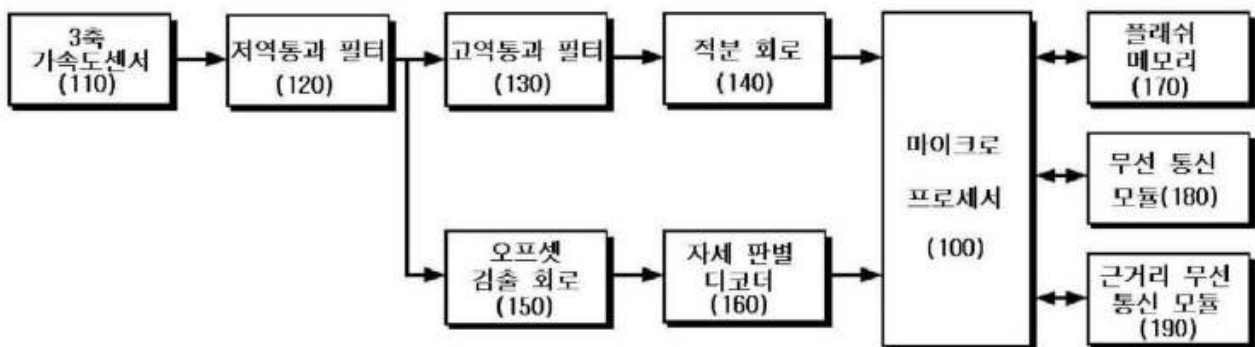 3축
가속도센서
(110)
저역통과 필터
(120)
고역통과 필터
(130)
적분 회로
(140)
오프셋
검출 회로
(150)
자세 판별
디코더
(160)
마이크로
프로세서
(100)
플래쉬
메모리
(170)
무선 통신
모듈(180)
근거리 무선
통신 모듈
(190)